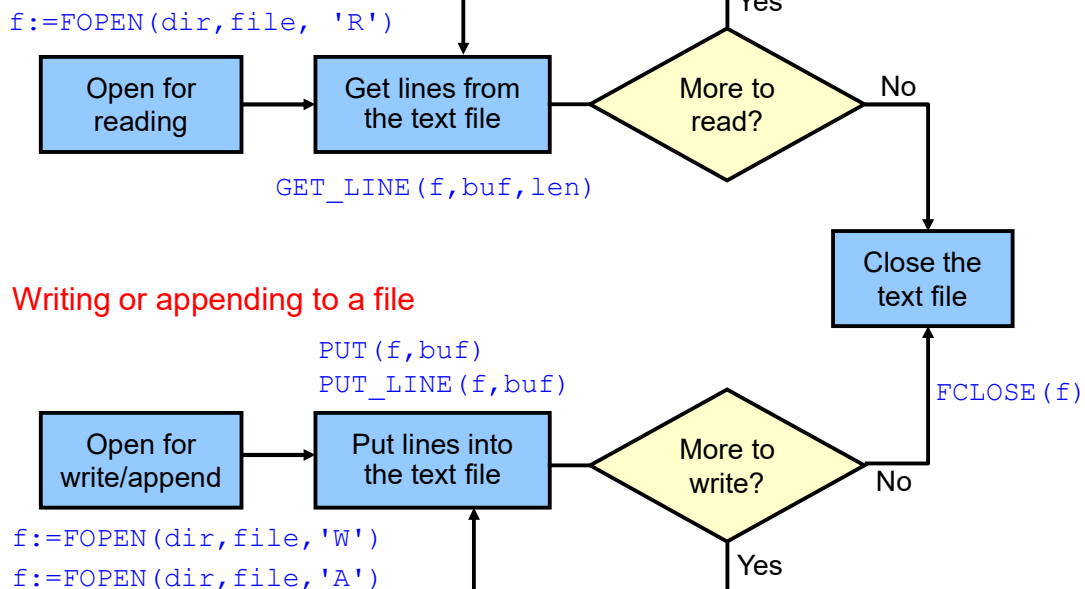 Yes
f:=FOPEN(dir,file, 'R')
Open for
reading
Get lines from
the text file
More to
read?
No
GET_LINE(f,buf,len)
Close the
text file
Writing or appending to a file
PUT(f,buf)
PUT_LINE(f,buf)
FCLOSE(f)
Open for
write/append
Put lines into
the text file
More to
write?
No
f:=FOPEN(dir,file,'W')
f:=FOPEN(dir,file,'A')
Yes